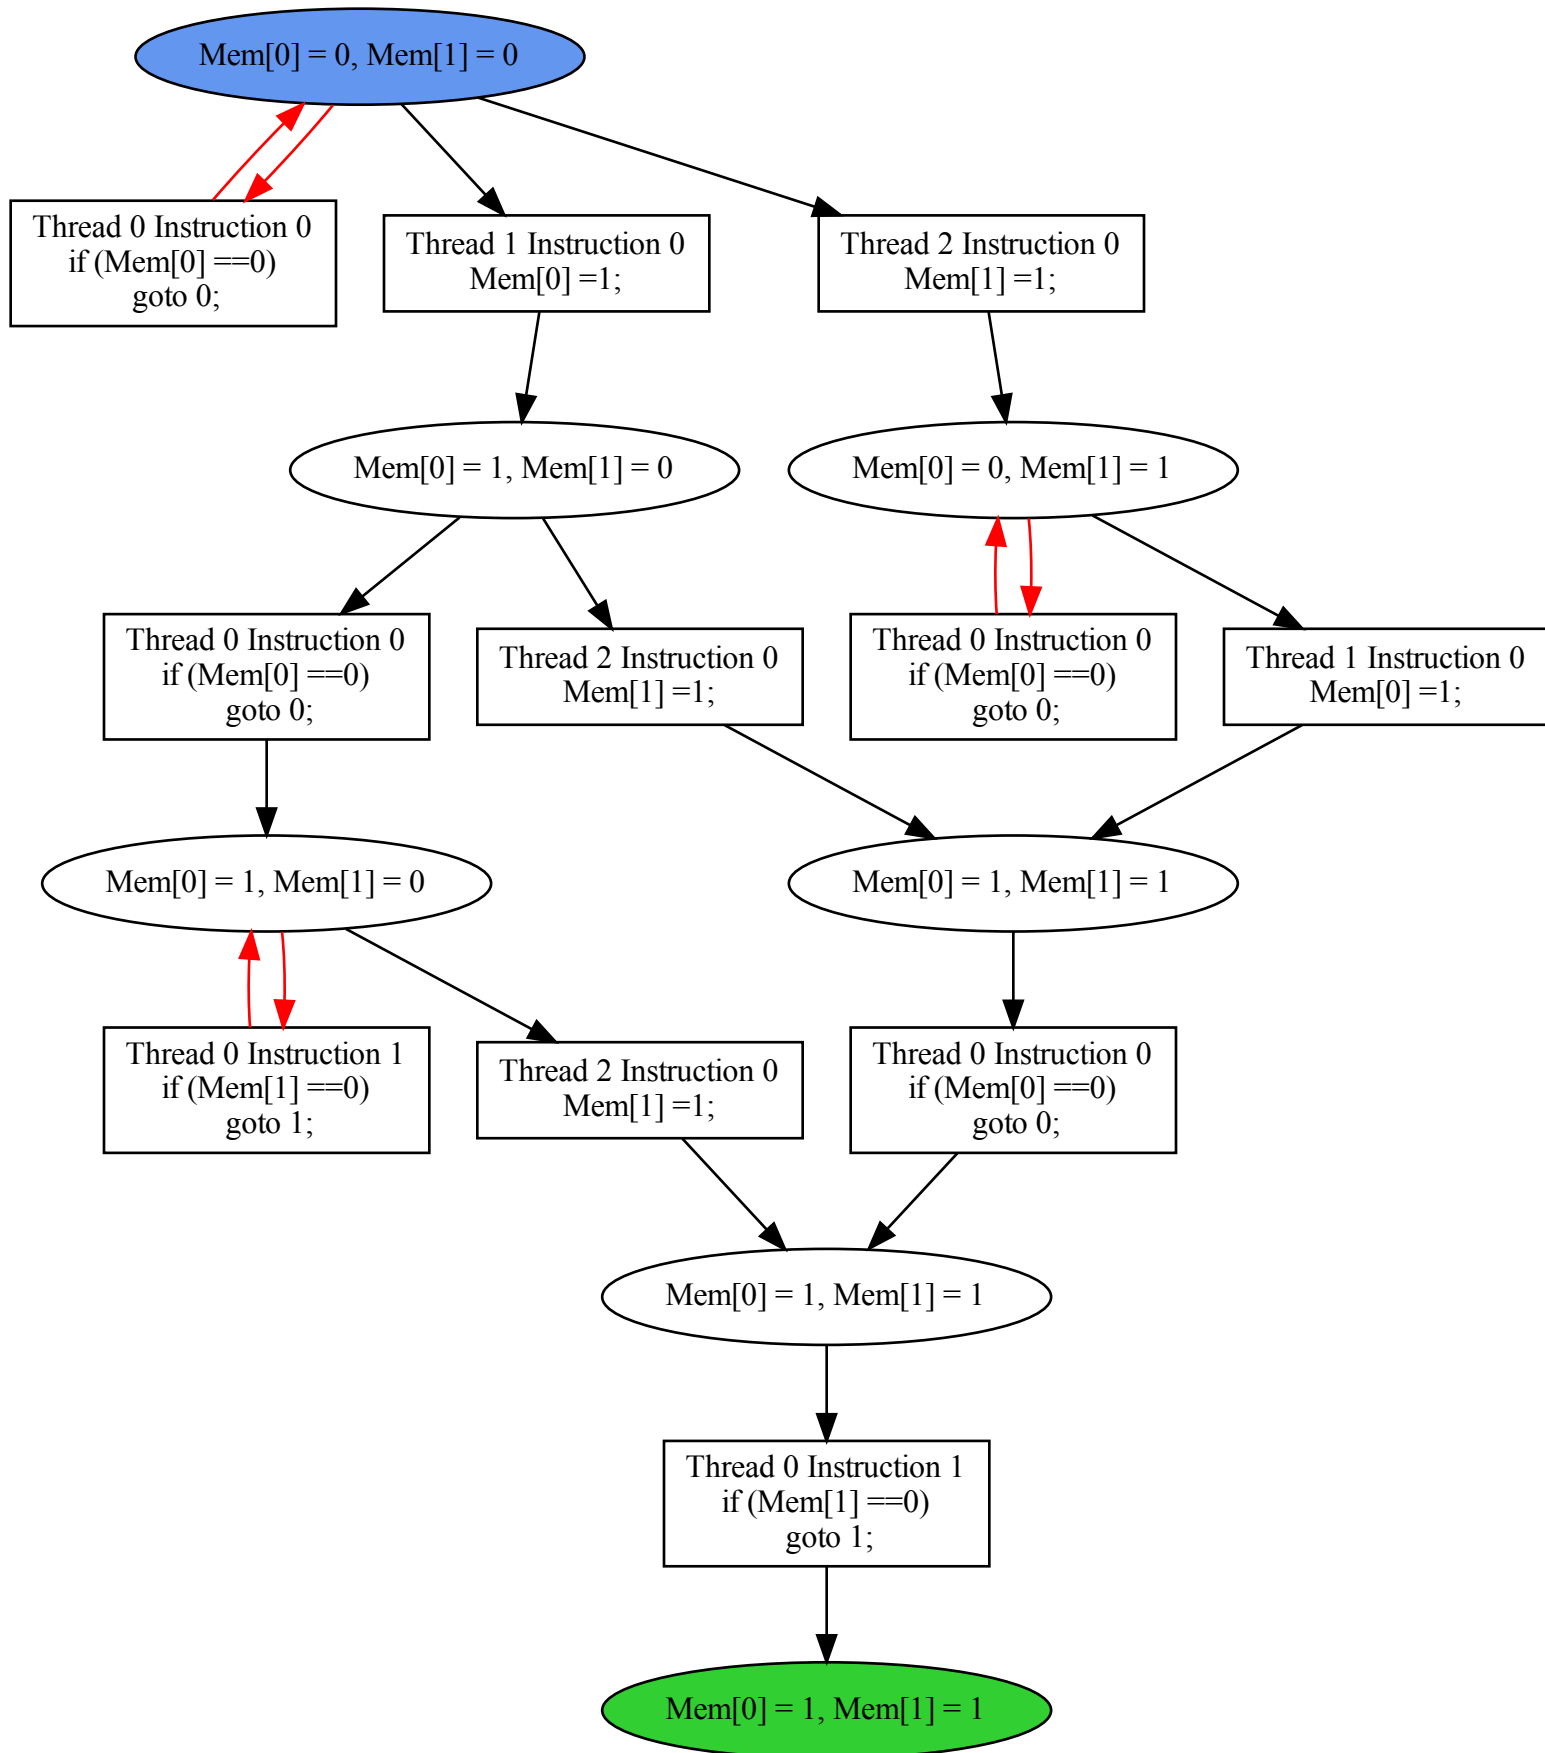 Mem[0] = 0, Mem[1] = 0
Thread 0 Instruction 0
if (Mem[0] ==0)
goto 0;
Thread 1 Instruction 0
Mem[0] =1;
Thread 2 Instruction 0
Mem[1] =1;
Mem[0] = 1, Mem[1] = 0
Mem[0] = 0, Mem[1] = 1
Thread 0 Instruction 0
if (Mem[0] ==0)
goto 0;
Thread 2 Instruction 0
Mem[1] =1;
Thread 0 Instruction 0
if (Mem[0] ==0)
goto 0;
Thread 1 Instruction 0
Mem[0] =1;
Mem[0] = 1, Mem[1] = 0
Mem[0] = 1, Mem[1] = 1
Thread 0 Instruction 1
if (Mem[1] ==0)
goto 1;
Thread 2 Instruction 0
Mem[1] =1;
Thread 0 Instruction 0
if (Mem[0] ==0)
goto 0;
Mem[0] = 1, Mem[1] = 1
Thread 0 Instruction 1
if (Mem[1] ==0)
goto 1;
Mem[0] = 1, Mem[1] = 1